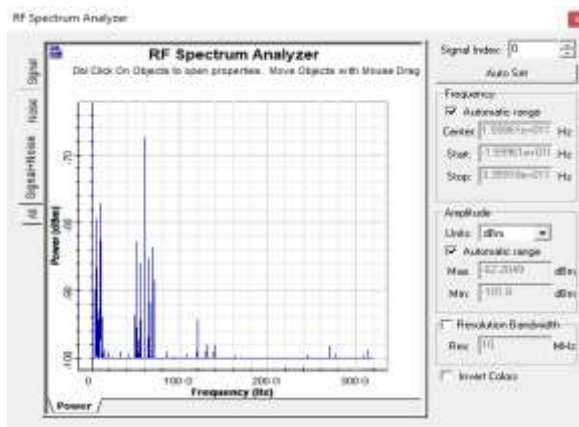 RF Spectrum Analyzer
RF Spectrum Analyzer
Dbl Click On Objects to open properties. Move Objects with Mouse Drag
Signal
Noise
Signal+Noise
All
Power (dBm)
-70
-80
-90
-100
0
100 G
200 G
300 G
Frequency (Hz)
Power
Signal Index: 0
Auto Set
Frequency
Automatic range
Center: Hz
Start: Hz
Stop: Hz
Amplitude
Units: dBm
Automatic range
Max: dBm
Min: dBm
Resolution Bandwidth
Res: MHz
Invert Colors